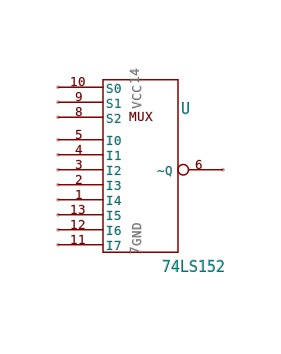 14
VCC
10 S0
9 S1
8 S2
MUX
U
5 I0
4 I1
3 I2
2 I3
1 I4
13 I5
12 I6
11 I7
~Q 6
7
GND
74LS152